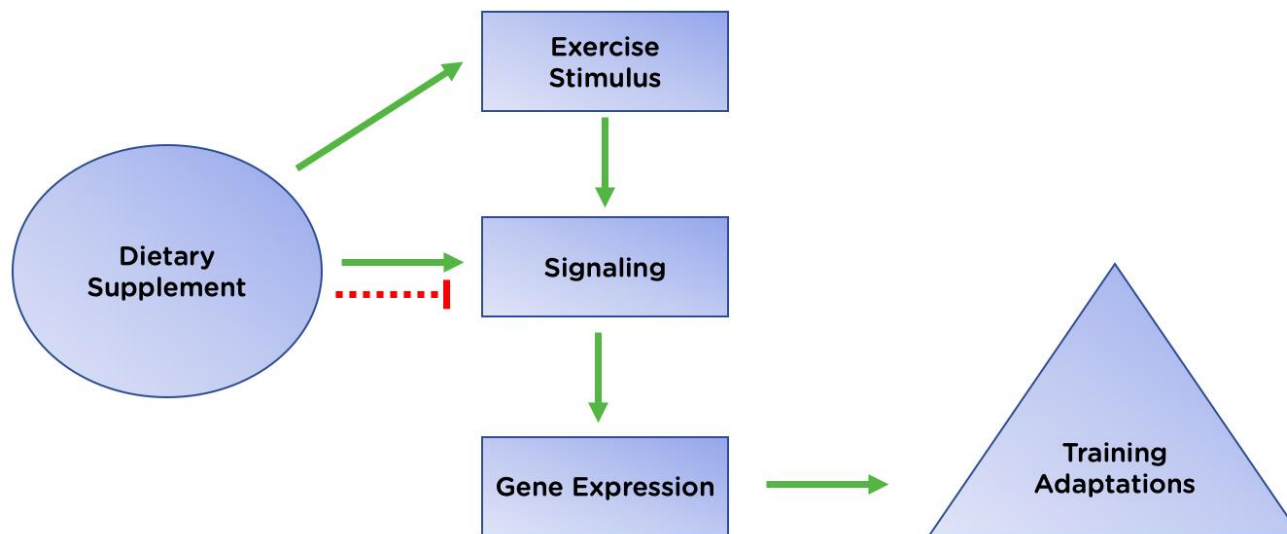 Exercise
Stimulus
Dietary
Supplement
Signaling
Gene Expression
Training
Adaptations